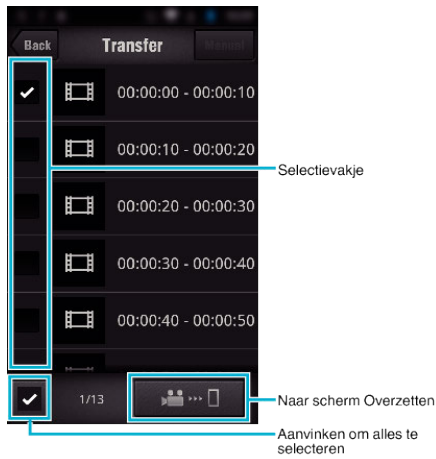 Back Transfer Manual
00:00:00 - 00:00:10
00:00:10 - 00:00:20
Selectievakje
00:00:20 - 00:00:30
00:00:30 - 00:00:40
00:00:40 - 00:00:50
1/13
Naar scherm Overzetten
Aanvinken om alles te
selecteren